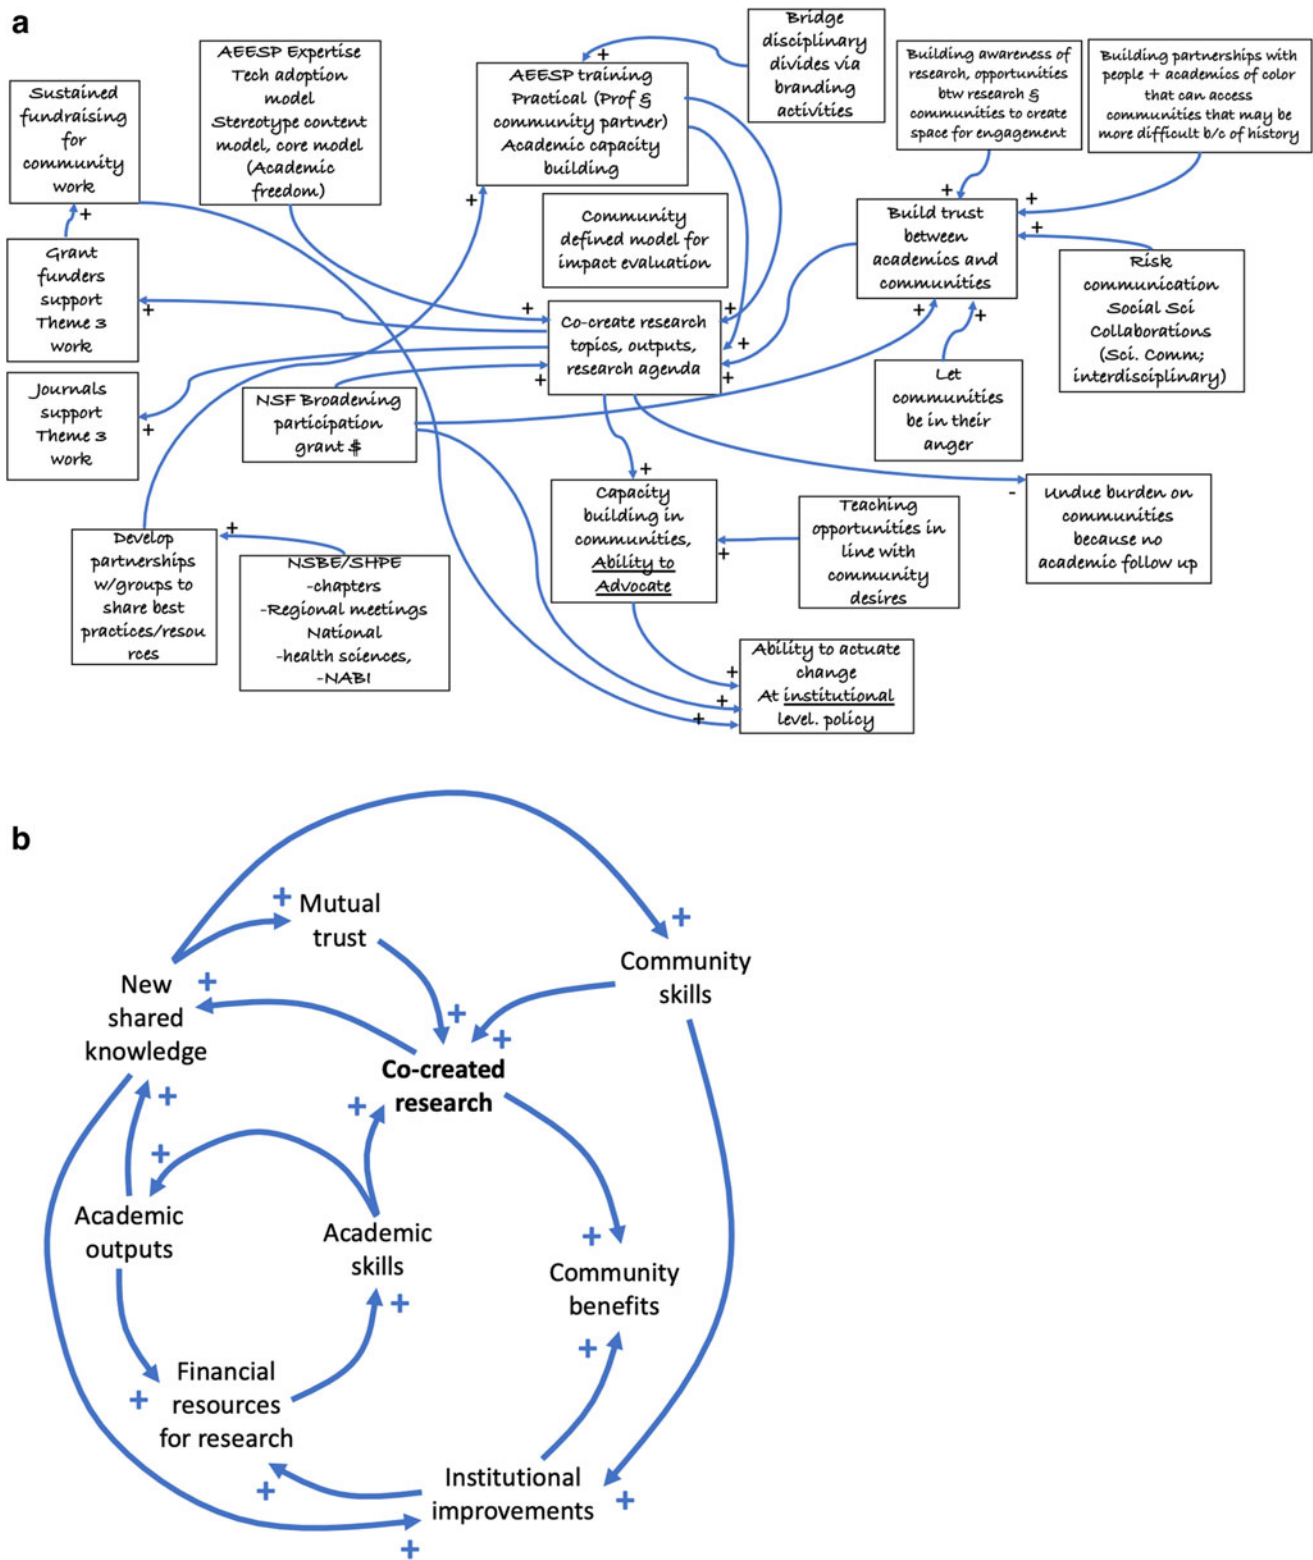 a
Sustained
fundraising
for
community
work
AEESP Expertise
Tech adoption
model
Stereotype content
model, core model
(Academic
freedom)
AEESP training
Practical (Prof &
community partner)
Academic capacity
building
Bridge
disciplinary
divides via
branding
activities
Building awareness of
research, opportunities
btw research &
communities to create
space for engagement
Building partnerships with
people + academics of color
that can access
communities that may be
more difficult b/c of history
Grant
funders
support
Theme 3
work
Community
defined model for
impact evaluation
Build trust
between
academics and
communities
Risk
communication
Social Sci
Collaborations
(Sci. Comm;
interdisciplinary)
Co-create research
topics, outputs,
research agenda
Journals
support
Theme 3
work
NSF Broadening
participation
grant $
Let
communities
be in their
anger
Capacity
building in
communities,
Ability to
Advocate
Teaching
opportunities in
line with
community
desires
Undue burden on
communities
because no
academic follow up
Develop
partnerships
w/groups to
share best
practices/resou
rces
NSBE/SHPE
-chapters
-Regional meetings
National
-health sciences,
-NABI
Ability to actuate
change
At institutional
level. policy
b
Mutual
trust
Community
skills
New
shared
knowledge
Co-created
research
Academic
outputs
Academic
skills
Community
benefits
Financial
resources
for research
Institutional
improvements